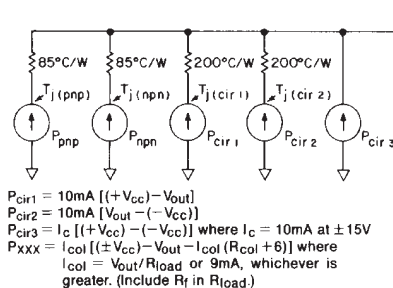 85°C/W 85°C/W 200°C/W 200°C/W
Tj (pnp) Tj (npn) Tj (cir 1) Tj (cir 2)
Ppnp Pnpn Pcir 1 Pcir 2 Pcir 3
Pcir1 = 10mA [(+Vcc)−Vout]
Pcir2 = 10mA [Vout −(−Vcc)]
Pcir3 = Ic [(+Vcc) −(−Vcc)] where Ic = 10mA at ±15V
Pxxx = Icol [(±Vcc)−Vout −Icol (Rcol +6)] where
Icol = Vout/Rload or 9mA, whichever is
greater. (Include Rf in Rload.)